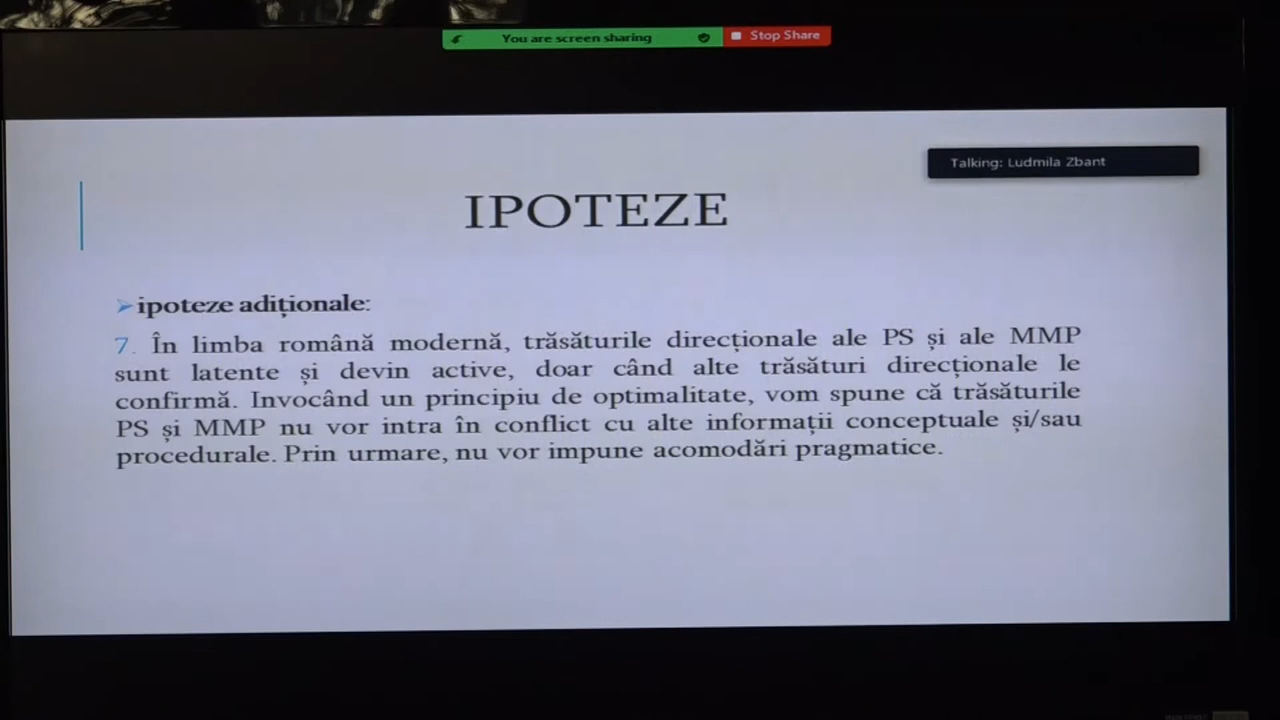 You are screen sharing
Stop Share
Talking: Ludmila Zbant
IPOTEZE
ipoteze adiționale:
7. În limba română modernă, trăsăturile direcționale ale PS și ale MMP
sunt latente și devin active, doar când alte trăsături direcționale le
confirmă. Invocând un principiu de optimalitate, vom spune că trăsăturile
PS și MMP nu vor intra în conflict cu alte informații conceptuale și/sau
procedurale. Prin urmare, nu vor impune acomodări pragmatice.